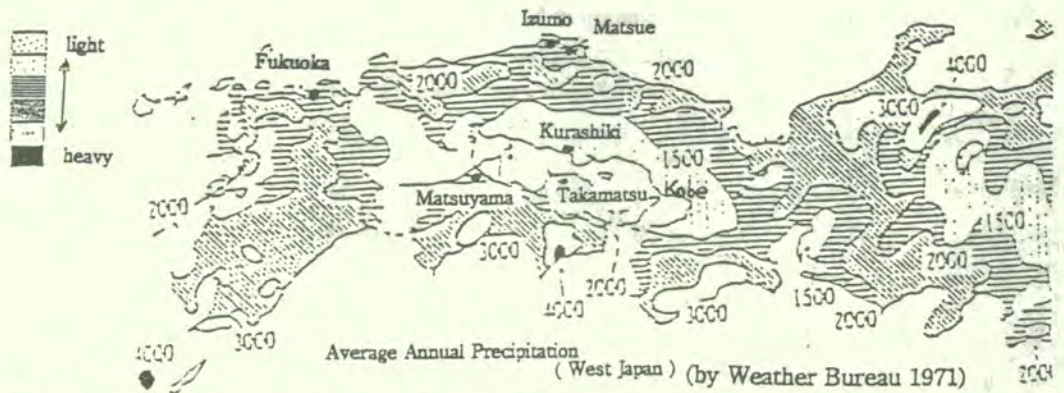 light
heavy
Izumo
Matsue
Fukuoka
2000
2000
4000
3000
Kurashiki
1500
2000
Matsuyama
Takamatsu
Kobe
1500
3000
4000
2000
3000
1500
2000
2000
4000
3000
Average Annual Precipitation
( West Japan )
(by Weather Bureau 1971)